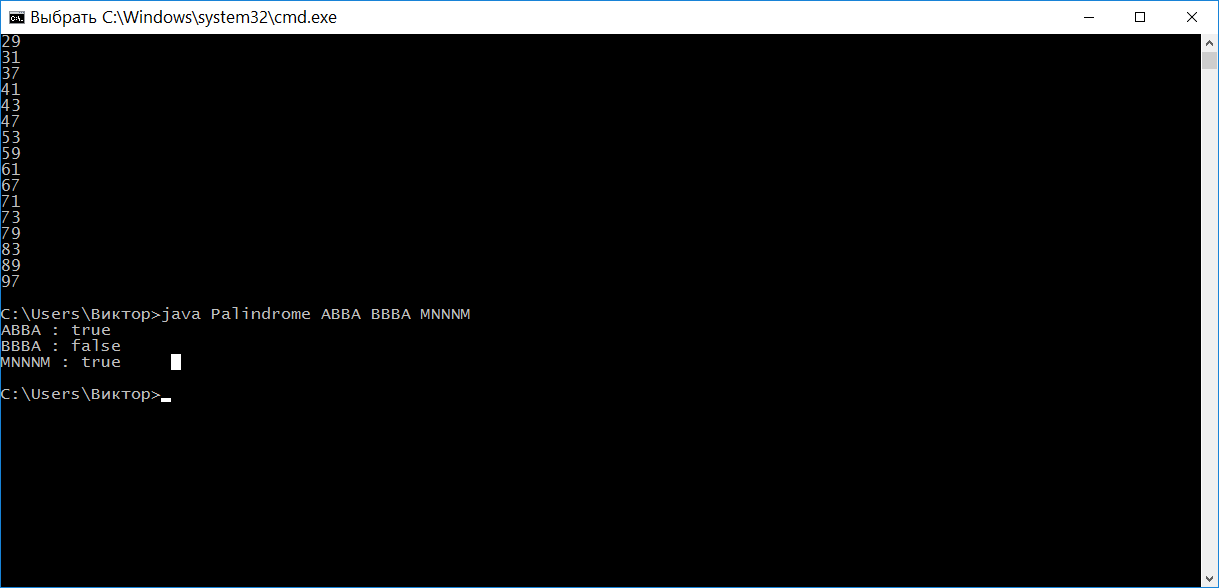 Выбрать C:\Windows\system32\cmd.exe
29
31
37
41
43
47
53
59
61
67
71
73
79
83
89
97
C:\Users\Виктор>java Palindrome ABBA BBBA MNNNM
ABBA : true
BBBA : false
MNNNM : true
C:\Users\Виктор>